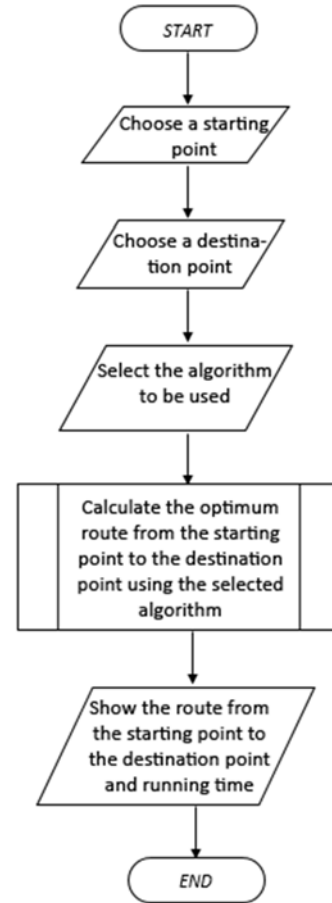 START
Choose a starting
point
Choose a destina-
tion point
Select the algorithm
to be used
Calculate the optimum
route from the starting
point to the destination
point using the selected
algorithm
Show the route from
the starting point to
the destination point
and running time
END